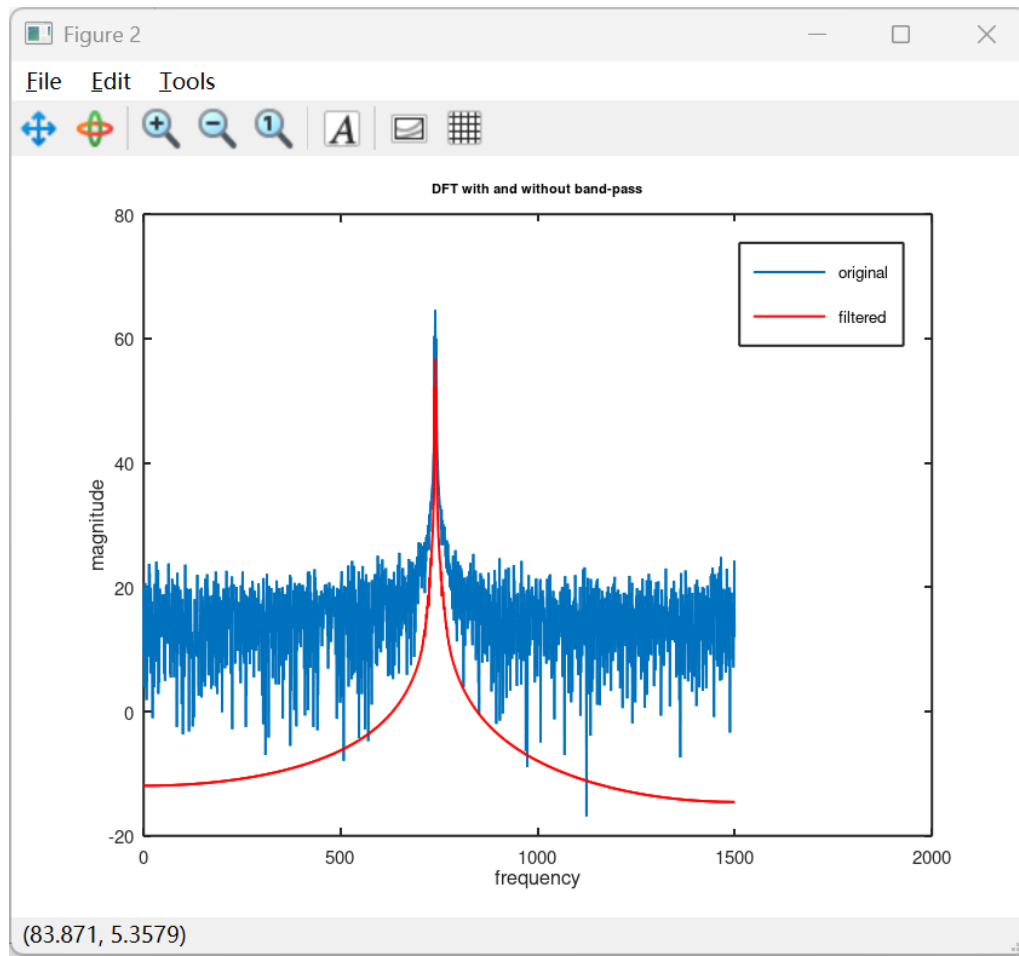 Figure 2
File Edit Tools
1 A
DFT with and without band-pass
80
60
40
20
0
-20
magnitude
original
filtered
0 500 1000 1500 2000
frequency
(83.871, 5.3579)